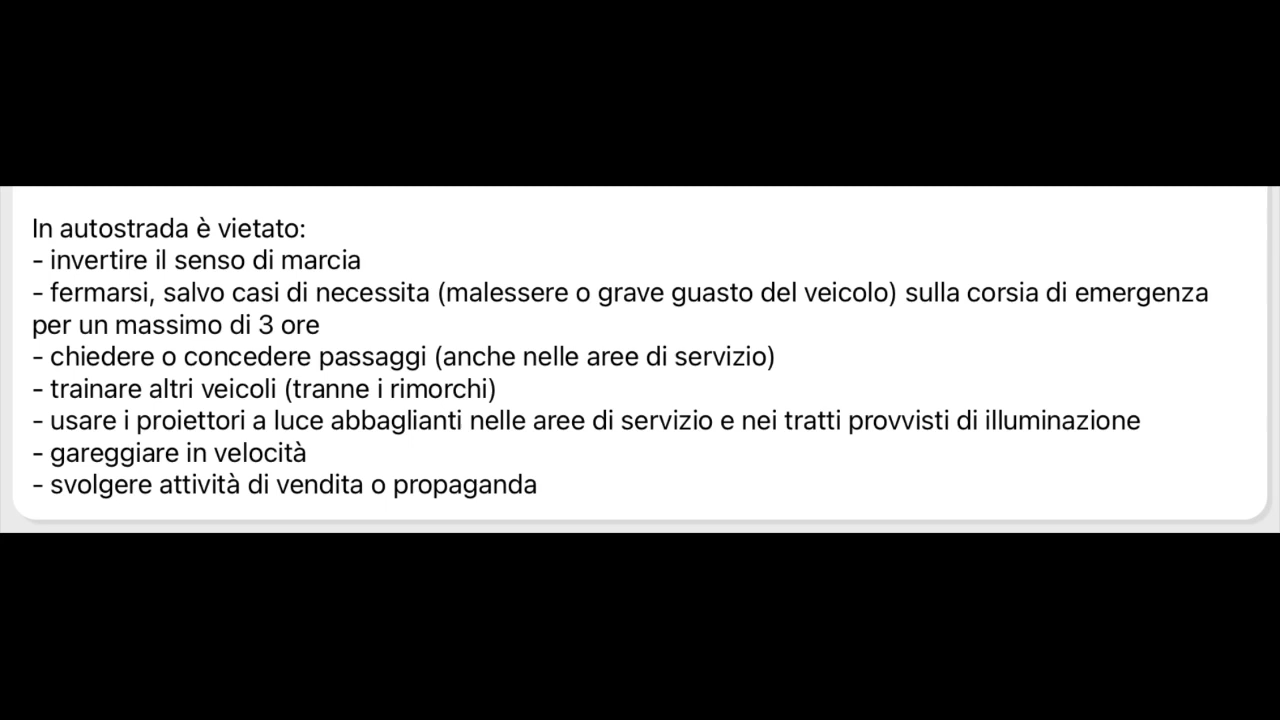 In autostrada è vietato:
- invertire il senso di marcia
- fermarsi, salvo casi di necessita (malessere o grave guasto del veicolo) sulla corsia di emergenza
per un massimo di 3 ore
- chiedere o concedere passaggi (anche nelle aree di servizio)
- trainare altri veicoli (tranne i rimorchi)
- usare i proiettori a luce abbaglianti nelle aree di servizio e nei tratti provvisti di illuminazione
- gareggiare in velocità
- svolgere attività di vendita o propaganda